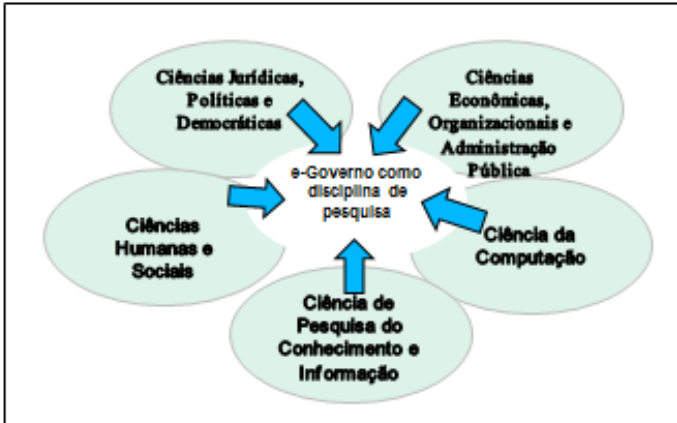 Ciências Jurídicas,
Políticas e
Democráticas
Ciências
Econômicas,
Organizacionais e
Administração
Pública
e-Governo como
disciplina de
pesquisa
Ciências
Humanas e
Sociais
Ciência da
Computação
Ciência de
Pesquisa do
Conhecimento e
Informação